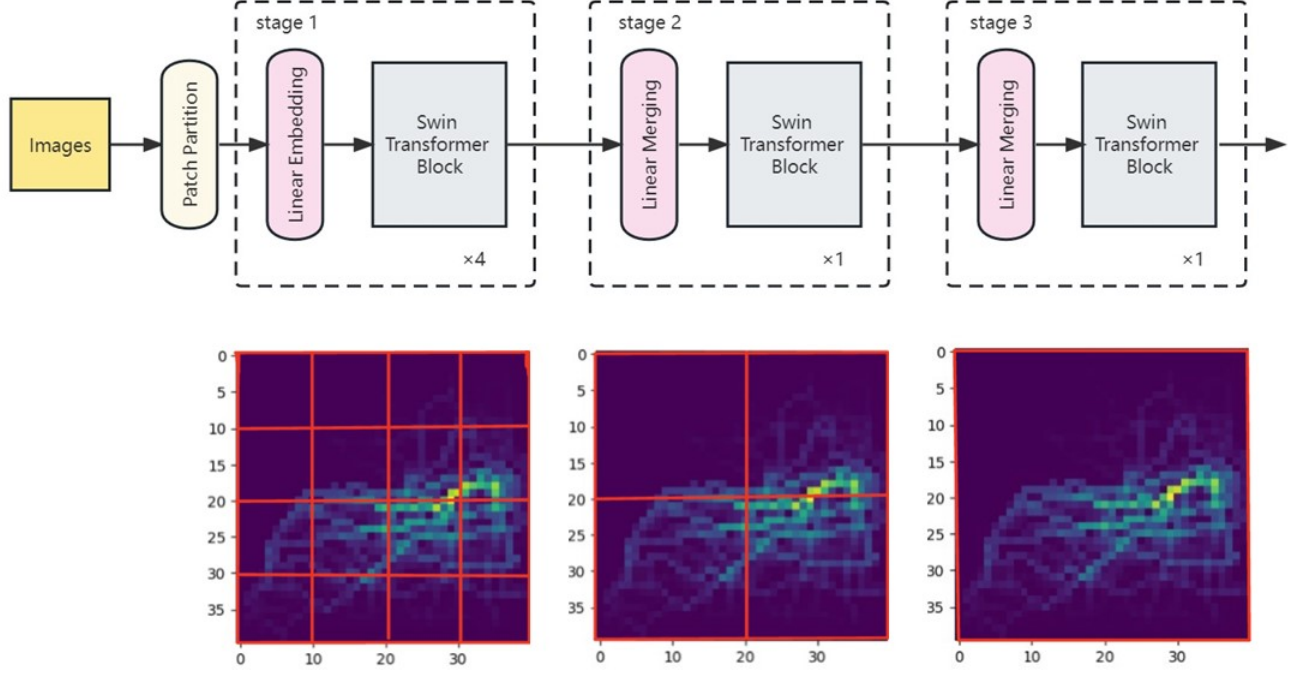 stage 1
stage 2
stage 3
Images
Patch Partition
Linear Embedding
Swin
Transformer
Block
×4
Linear Merging
Swin
Transformer
Block
×1
Linear Merging
Swin
Transformer
Block
×1
0
5
10
15
20
25
30
35
0
10
20
30
0
5
10
15
20
25
30
35
0
10
20
30
0
5
10
15
20
25
30
35
0
10
20
30